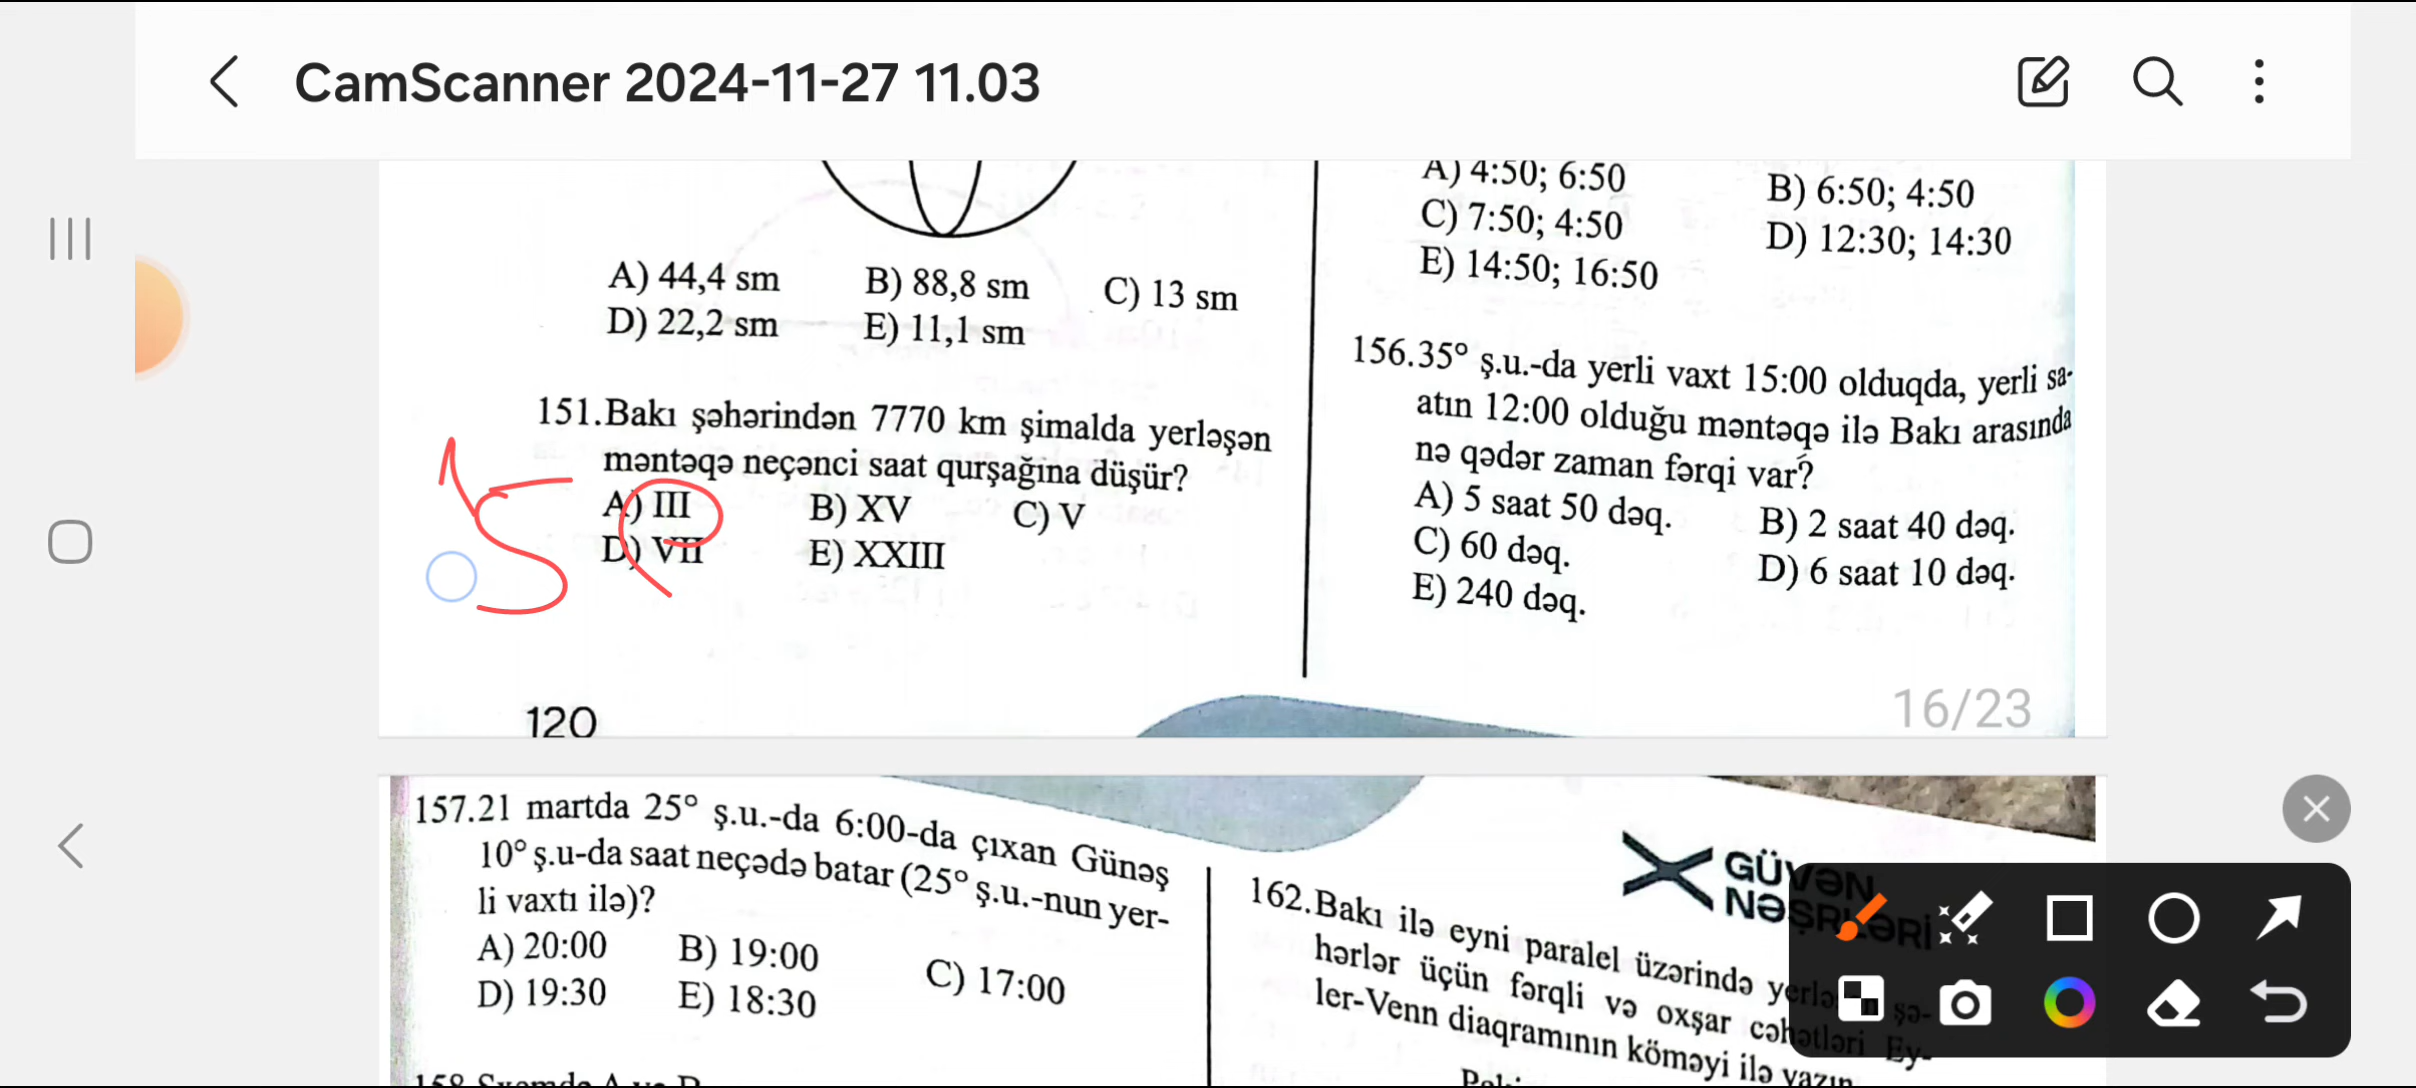 CamScanner 2024-11-27 11.03
A) 44,4 sm B) 88,8 sm C) 13 sm
D) 22,2 sm E) 11,1 sm
151.Bakı şəhərindən 7770 km şimalda yerləşən
məntəqə neçənci saat qurşağına düşür?
A) III B) XV C) V
D) VII E) XXIII
15
120
A) 4:50; 6:50 B) 6:50; 4:50
C) 7:50; 4:50 D) 12:30; 14:30
E) 14:50; 16:50
156.35° ş.u.-da yerli vaxt 15:00 olduqda, yerli sa-
atın 12:00 olduğu məntəqə ilə Bakı arasında
nə qədər zaman fərqi var?
A) 5 saat 50 dəq. B) 2 saat 40 dəq.
C) 60 dəq. D) 6 saat 10 dəq.
E) 240 dəq.
16/23
157.21 martda 25° ş.u.-da 6:00-da çıxan Günəş
10° ş.u-da saat neçədə batar (25° ş.u.-nun yer-
li vaxtı ilə)?
A) 20:00 B) 19:00 C) 17:00
D) 19:30 E) 18:30
GÜVƏN
NƏŞRLƏRİ
162.Bakı ilə eyni paralel üzərində yerləşən şə-
hərlər üçün fərqli və oxşar cəhətləri Ey-
ler-Venn diaqramının köməyi ilə yazın